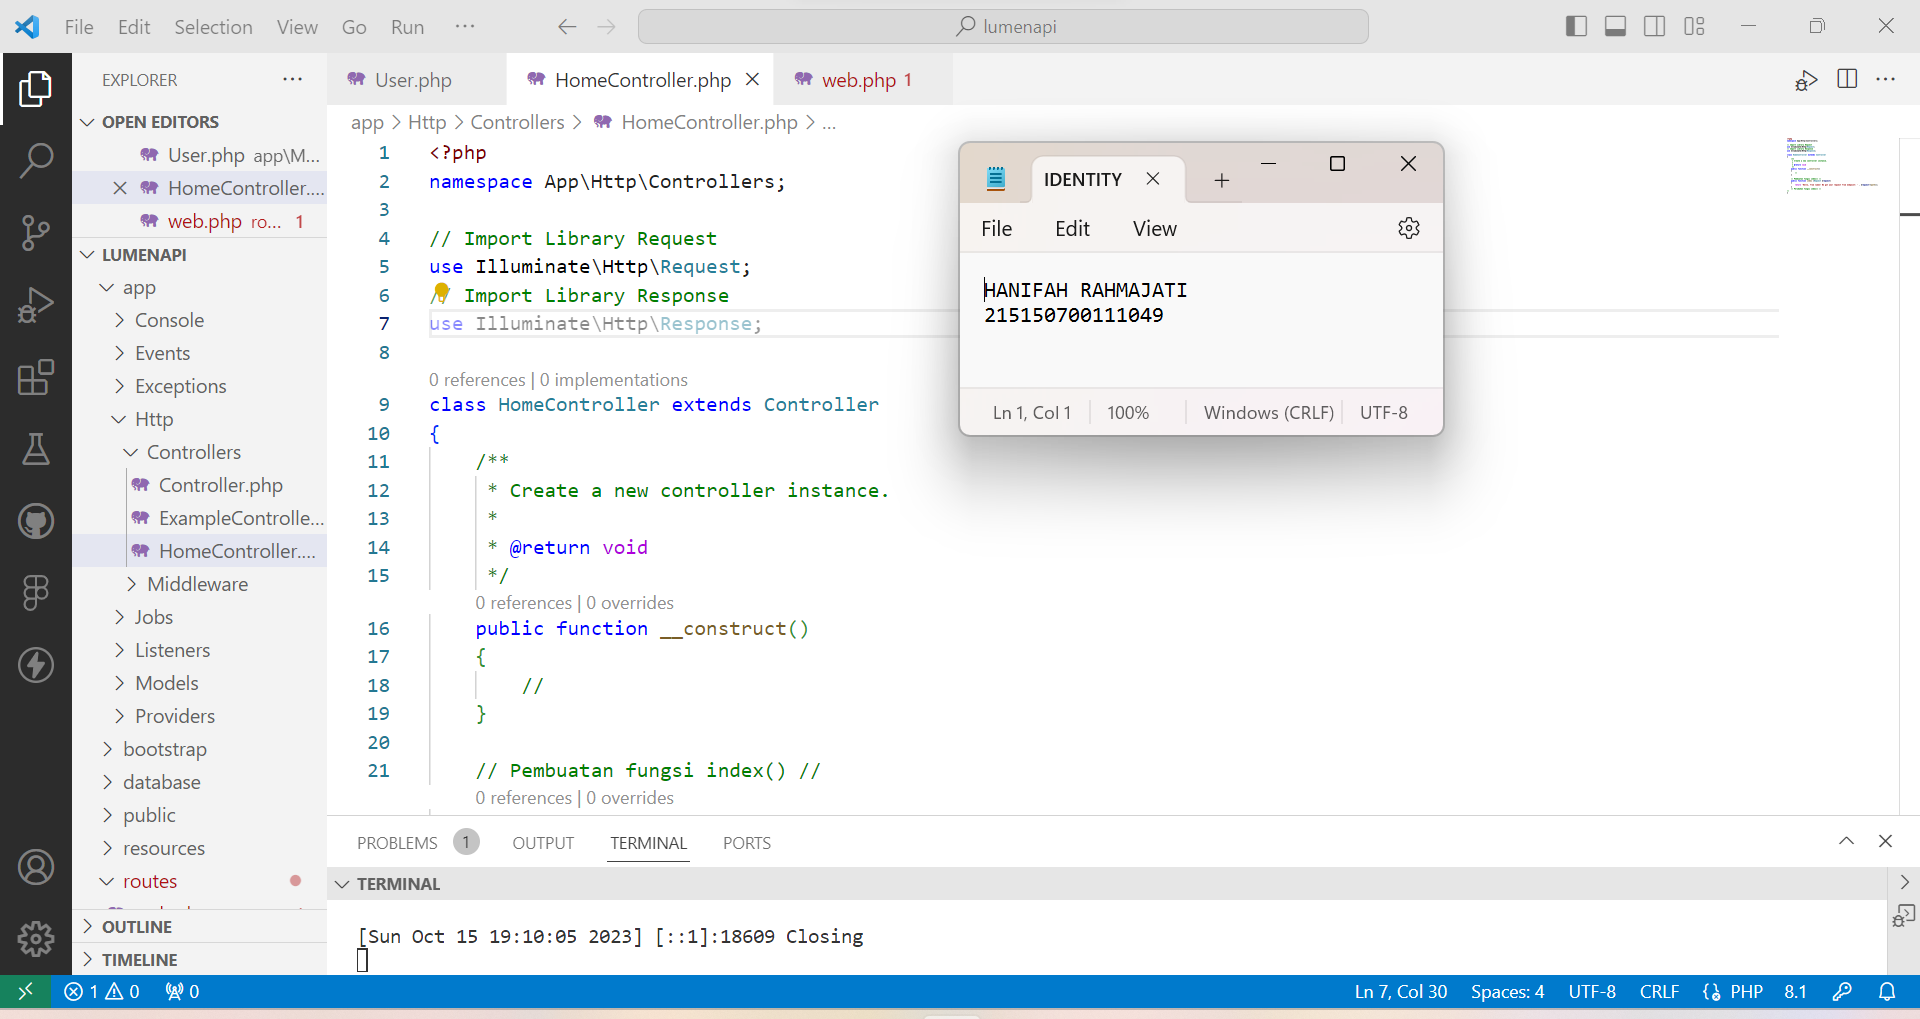 File Edit Selection View Go Run ··· lumenapi
EXPLORER ···
OPEN EDITORS
User.php app\M...
HomeController....
web.php ro... 1
LUMENAPI
app
Console
Events
Exceptions
Http
Controllers
Controller.php
ExampleControlle...
HomeController....
Middleware
Jobs
Listeners
Models
Providers
bootstrap
database
public
resources
routes
OUTLINE
TIMELINE
User.php HomeController.php web.php 1
app > Http > Controllers > HomeController.php > ...
1 <?php
2 namespace App\Http\Controllers;
3
4 // Import Library Request
5 use Illuminate\Http\Request;
6 // Import Library Response
7 use Illuminate\Http\Response;
8
0 references | 0 implementations
9 class HomeController extends Controller
10 {
11 /**
12 * Create a new controller instance.
13 *
14 * @return void
15 */
0 references | 0 overrides
16 public function __construct()
17 {
18 //
19 }
20
21 // Pembuatan fungsi index() //
0 references | 0 overrides
IDENTITY
File Edit View
HANIFAH RAHMAJATI
215150700111049
Ln 1, Col 1 100% Windows (CRLF) UTF-8
PROBLEMS 1 OUTPUT TERMINAL PORTS
TERMINAL
[Sun Oct 15 19:10:05 2023] [::1]:18609 Closing
1 0 0 Ln 7, Col 30 Spaces: 4 UTF-8 CRLF PHP 8.1